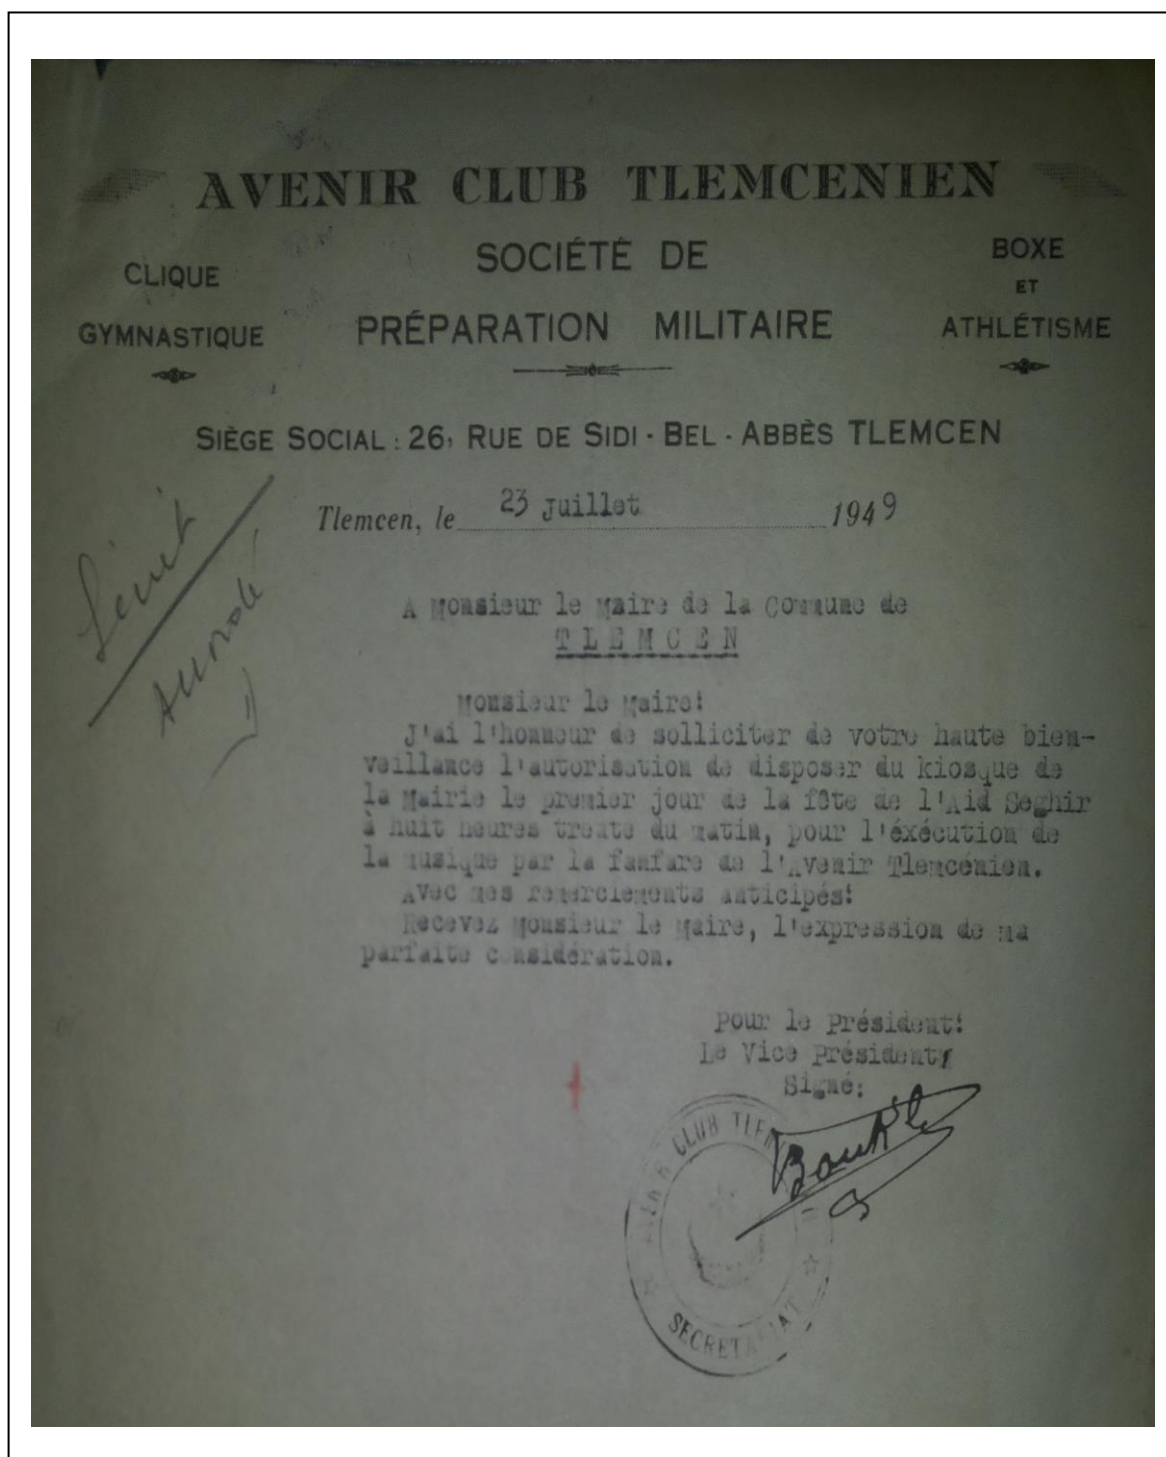 AVENIR CLUB TLEMCENIEN
CLIQUE
GYMNASTIQUE
SOCIÉTÉ DE
PRÉPARATION MILITAIRE
BOXE
ET
ATHLÉTISME
SIÈGE SOCIAL : 26, RUE DE SIDI - BEL - ABBÈS TLEMCEN
Tlemcen, le 23 Juillet 1949
A Monsieur le Maire de la Commune de
TLEMCEN
Monsieur le Maire!
J'ai l'honneur de solliciter de votre haute bien-
veillance l'autorisation de disposer du kiosque de
la Mairie le premier jour de la fête de l'Aid Seghir
à huit heures trente du matin, pour l'éxécution de
la musique par la fanfare de l'Avenir Tlemcénien.
Avec mes remerciements anticipés!
Recevez Monsieur le Maire, l'expression de ma
parfaite considération.
Pour le Président!
Le Vice Président
Signé:
CLUB TLEM
SECRETARIAT